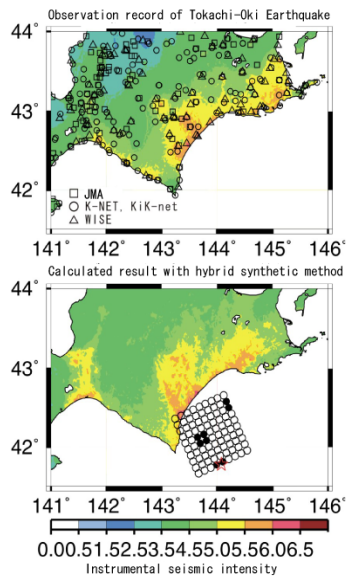 Observation record of Tokachi-Oki Earthquake
44°
43°
42°
□ JMA
○ K-NET, KiK-net
△ WISE
141° 142° 143° 144° 145° 146°
Calculated result with hybrid synthetic method
44°
43°
42°
141° 142° 143° 144° 145° 146°
0.00.51.52.53.54.55.05.56.06.5
Instrumental seismic intensity